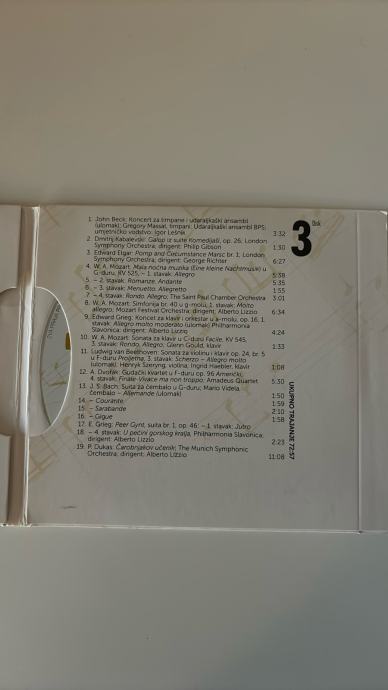 3 Disk
1. John Beck: Koncert za timpane i udaraljkaški ansambl
(ulomak); Gregory Massat, timpani; Udaraljkaški ansambl BPS;
umjetničko vodstvo: Igor Lešnik 3:32
2. Dmitrij Kabalevski: Galop iz suite Komedijaši, op. 26; London
Symphony Orchestra; dirigent: Philip Gibson 1:30
3. Edward Elgar: Pomp and Circumstance Marsc br. 1; London
Symphony Orchestra; dirigent: George Richter 6:27
4. W. A. Mozart: Mala noćna muzika (Eine kleine Nachtmusik) u
G-duru, KV 525, – 1. stavak: Allegro 5:38
5. – 2. stavak: Romanze, Andante 5:35
6. – 3. stavak: Menuetto, Allegretto 1:55
7. – 4. stavak: Rondo, Allegro; The Saint Paul Chamber Orchestra 3:01
8. W. A. Mozart: Simfonija br. 40 u g-molu, 1. stavak: Molto
allegro; Mozart Festival Orchestra; dirigent: Alberto Lizzio 6:34
9. Edward Grieg: Koncet za klavir i orkestar u a-molu, op. 16, 1.
stavak: Allegro molto moderato (ulomak) Philharmonia
Slavonica; dirigent: Alberto Lizzio 4:24
10. W. A. Mozart: Sonata za klavir u C-duru Facile, KV 545,
3. stavak: Rondo, Allegro; Glenn Gould, klavir 1:33
11. Ludwig van Beethoven: Sonata za violinu i klavir op. 24, br. 5
u F-duru Proljetna, 3. stavak: Scherzo – Allegro molto
(ulomak); Henryk Szeryng, violina; Ingrid Haebler, klavir 1:08
12. A. Dvořak: Gudački kvartet u F-duru op. 96 Američki,
4. stavak: Finale-Vivace ma non troppo; Amadeus Quartet 5:30
13. J. S. Bach: Suita za čembalo u G-duru; Mario Videla,
čembalo – Allemande (ulomak) 1:50
14. – Courante 1:59
15. – Sarabande 2:10
16. – Gigue 1:58
17. E. Grieg: Peer Gynt, suita br. 1, op. 46: – 1. stavak: Jutro
18. – 4. stavak: U pećini gorskog kralja, Philharmonia Slavonica;
dirigent: Alberto Lizzio 2:23
19. P. Dukas: Čarobnjakov učenik; The Munich Symphonic
Orchestra; dirigent: Alberto Lizzio 11:08
UKUPNO TRAJANJE 72:57